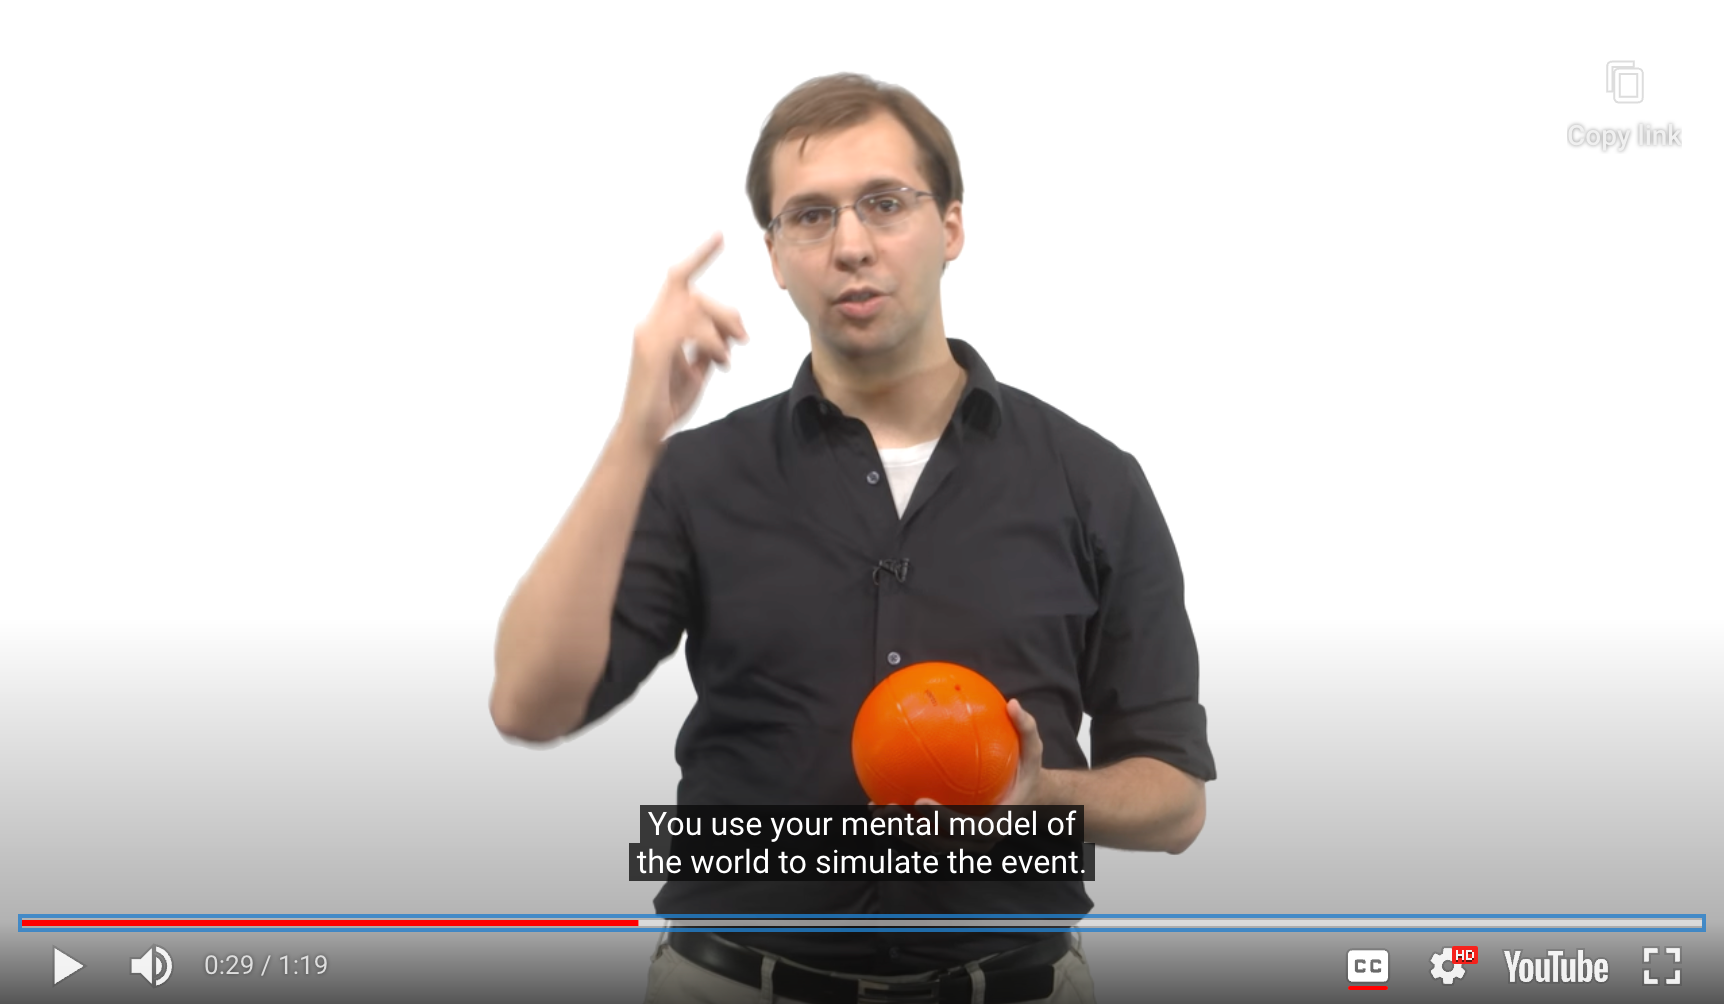 Copy link
You use your mental model of
the world to simulate the event.
0:29 / 1:19
CC
HD
YouTube